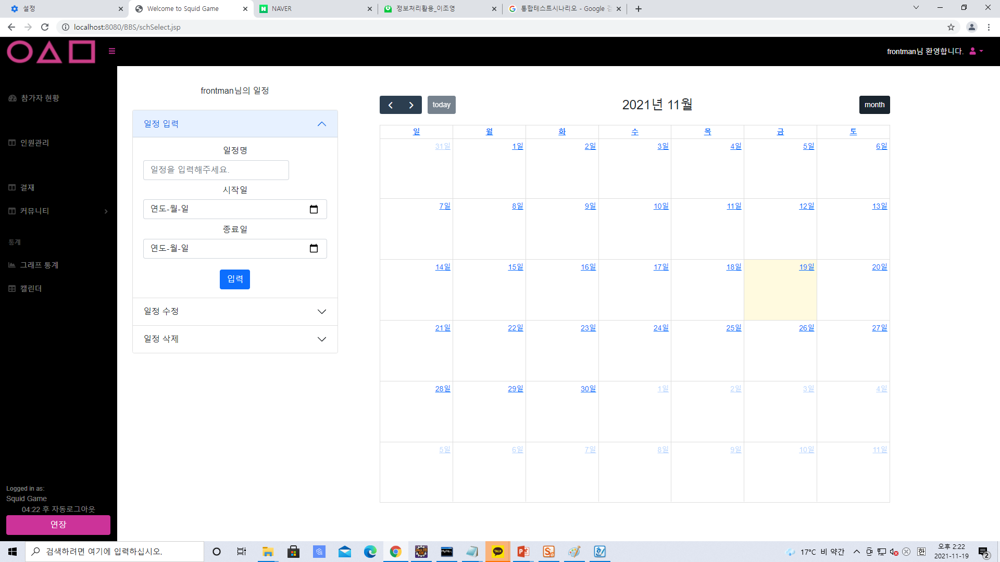 설정
Welcome to Squid Game
NAVER
정보처리활용_이조영
통합테스트시나리오 - Google
localhost:8080/BBS/schSelect.jsp
frontman님 환영합니다.
참가자 현황
인원관리
결재
커뮤니티
통계
그래프 통계
캘린더
Logged in as:
Squid Game
04:22 후 자동로그아웃
연장
frontman님의 일정
일정 입력
일정명
일정을 입력해주세요.
시작일
연도-월-일
종료일
연도-월-일
입력
일정 수정
일정 삭제
today
2021년 11월
month
일 월 화 수 목 금 토
31일 1일 2일 3일 4일 5일 6일
7일 8일 9일 10일 11일 12일 13일
14일 15일 16일 17일 18일 19일 20일
21일 22일 23일 24일 25일 26일 27일
28일 29일 30일 1일 2일 3일 4일
5일 6일 7일 8일 9일 10일 11일
검색하려면 여기에 입력하십시오.
TALK
17°C 비 약간
한
오후 2:22
2021-11-19
2